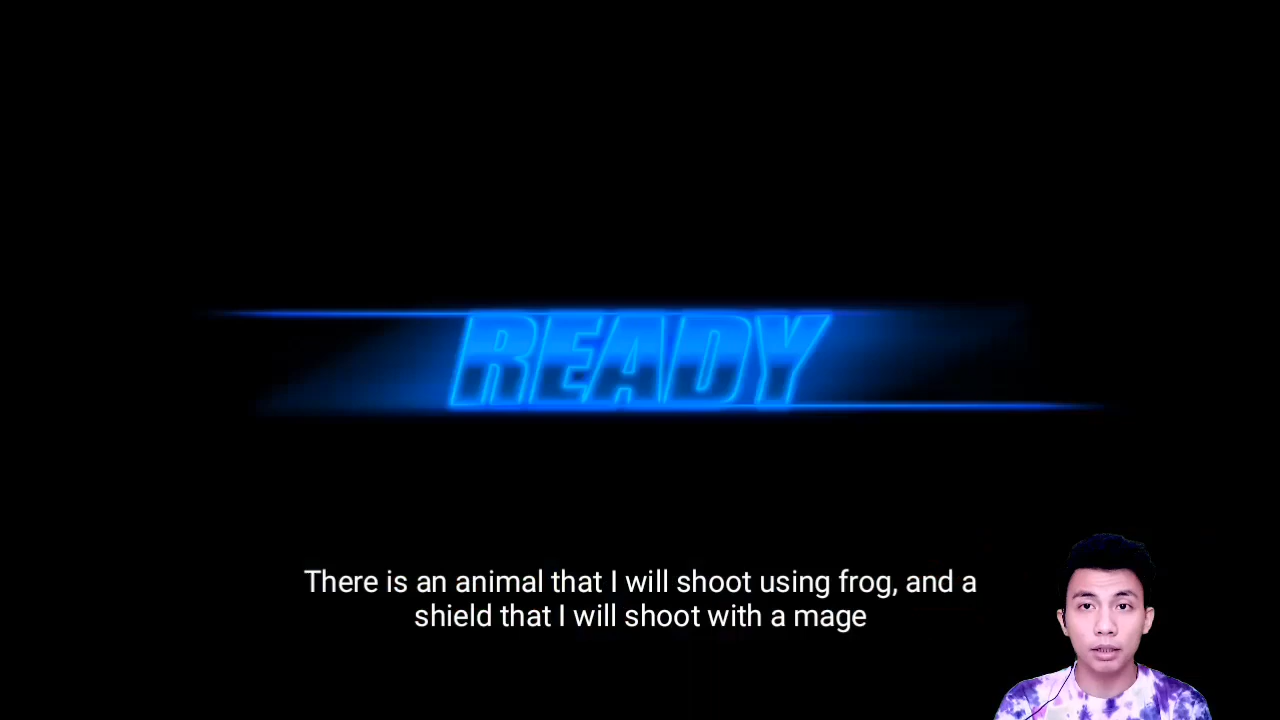 READY
There is an animal that I will shoot using frog, and a
shield that I will shoot with a mage